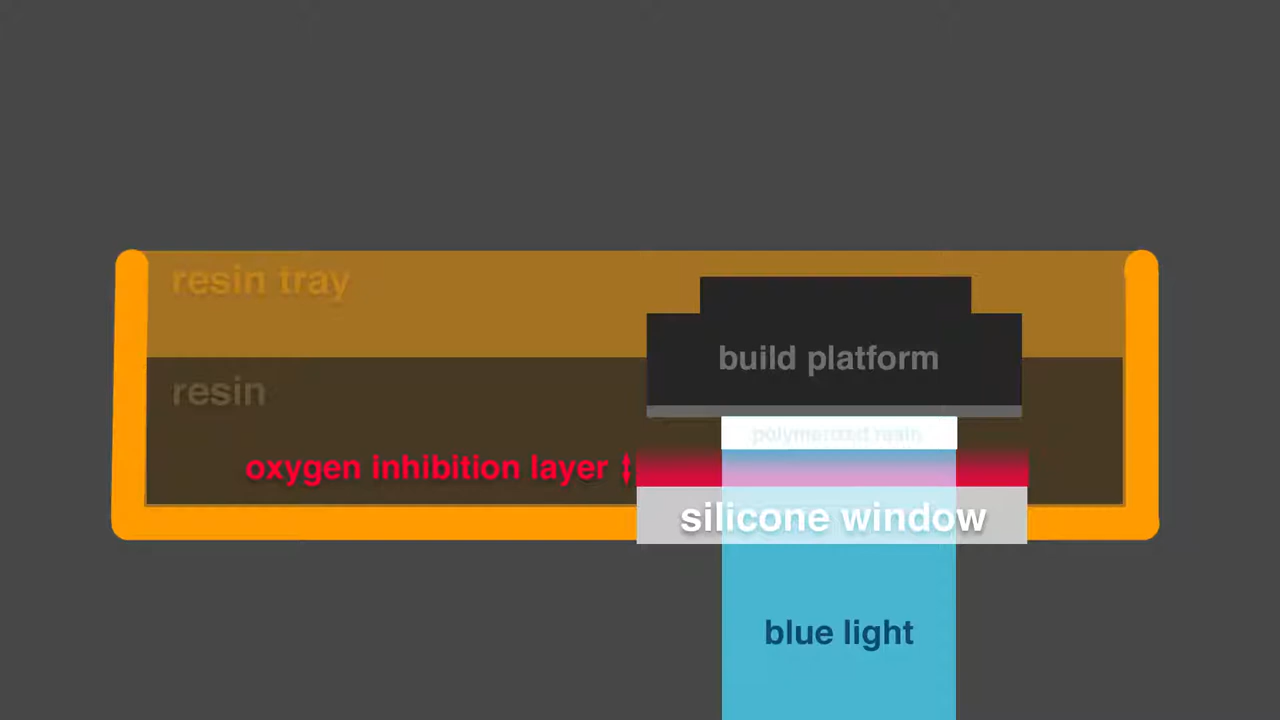 resin tray
build platform
resin
polymerized resin
oxygen inhibition layer
silicone window
blue light